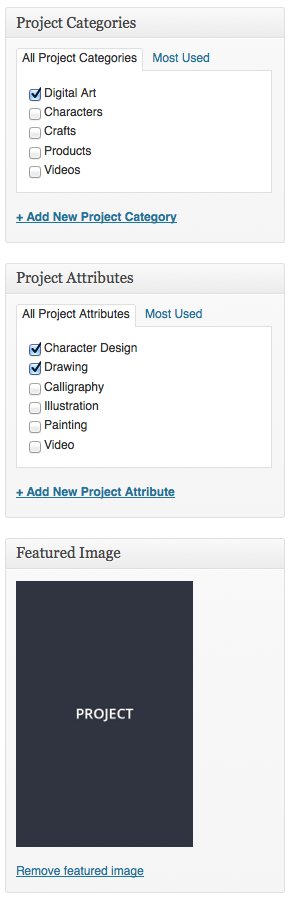 Project Categories
All Project Categories Most Used
Digital Art
Characters
Crafts
Products
Videos
+ Add New Project Category
Project Attributes
All Project Attributes Most Used
Character Design
Drawing
Calligraphy
Illustration
Painting
Video
+ Add New Project Attribute
Featured Image
PROJECT
Remove featured image